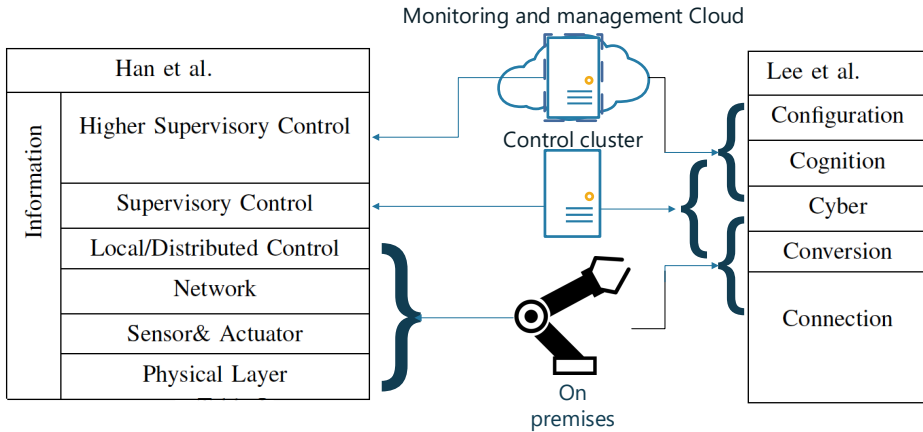 Monitoring and management Cloud
Han et al.
Information
Higher Supervisory Control
Supervisory Control
Local/Distributed Control
Network
Sensor& Actuator
Physical Layer
Control cluster
On
premises
Lee et al.
Configuration
Cognition
Cyber
Conversion
Connection